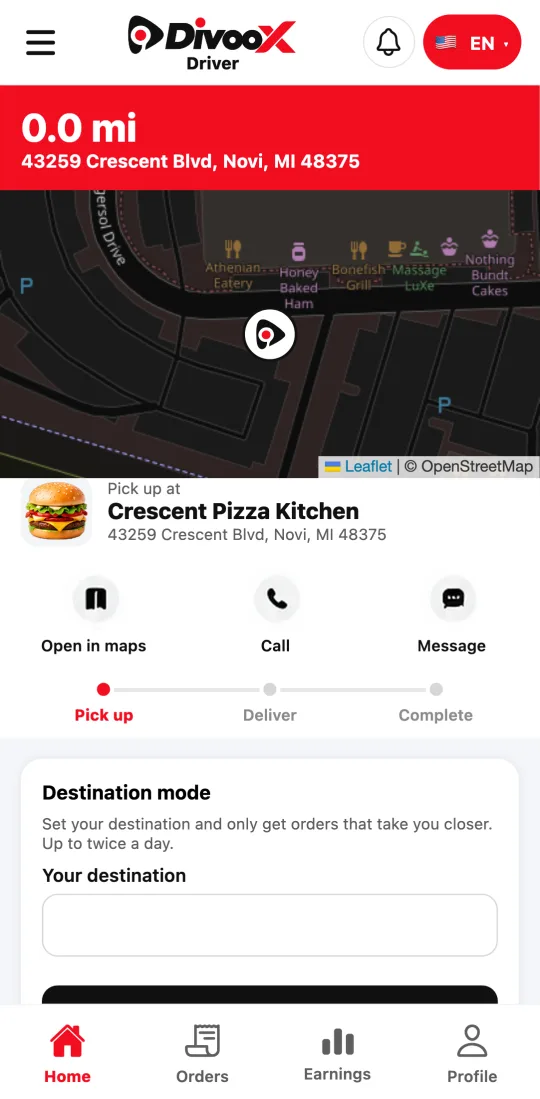 DivooX
Driver
EN
0.0 mi
43259 Crescent Blvd, Novi, MI 48375
gersol Drive
Athenian
Eatery
Honey
Baked
Ham
Bonefish
Grill
Massage
LuXe
Nothing
Bundt
Cakes
P
P
Leaflet | © OpenStreetMap
Pick up at
Crescent Pizza Kitchen
43259 Crescent Blvd, Novi, MI 48375
Open in maps
Call
Message
Pick up
Deliver
Complete
Destination mode
Set your destination and only get orders that take you closer.
Up to twice a day.
Your destination
Home
Orders
Earnings
Profile